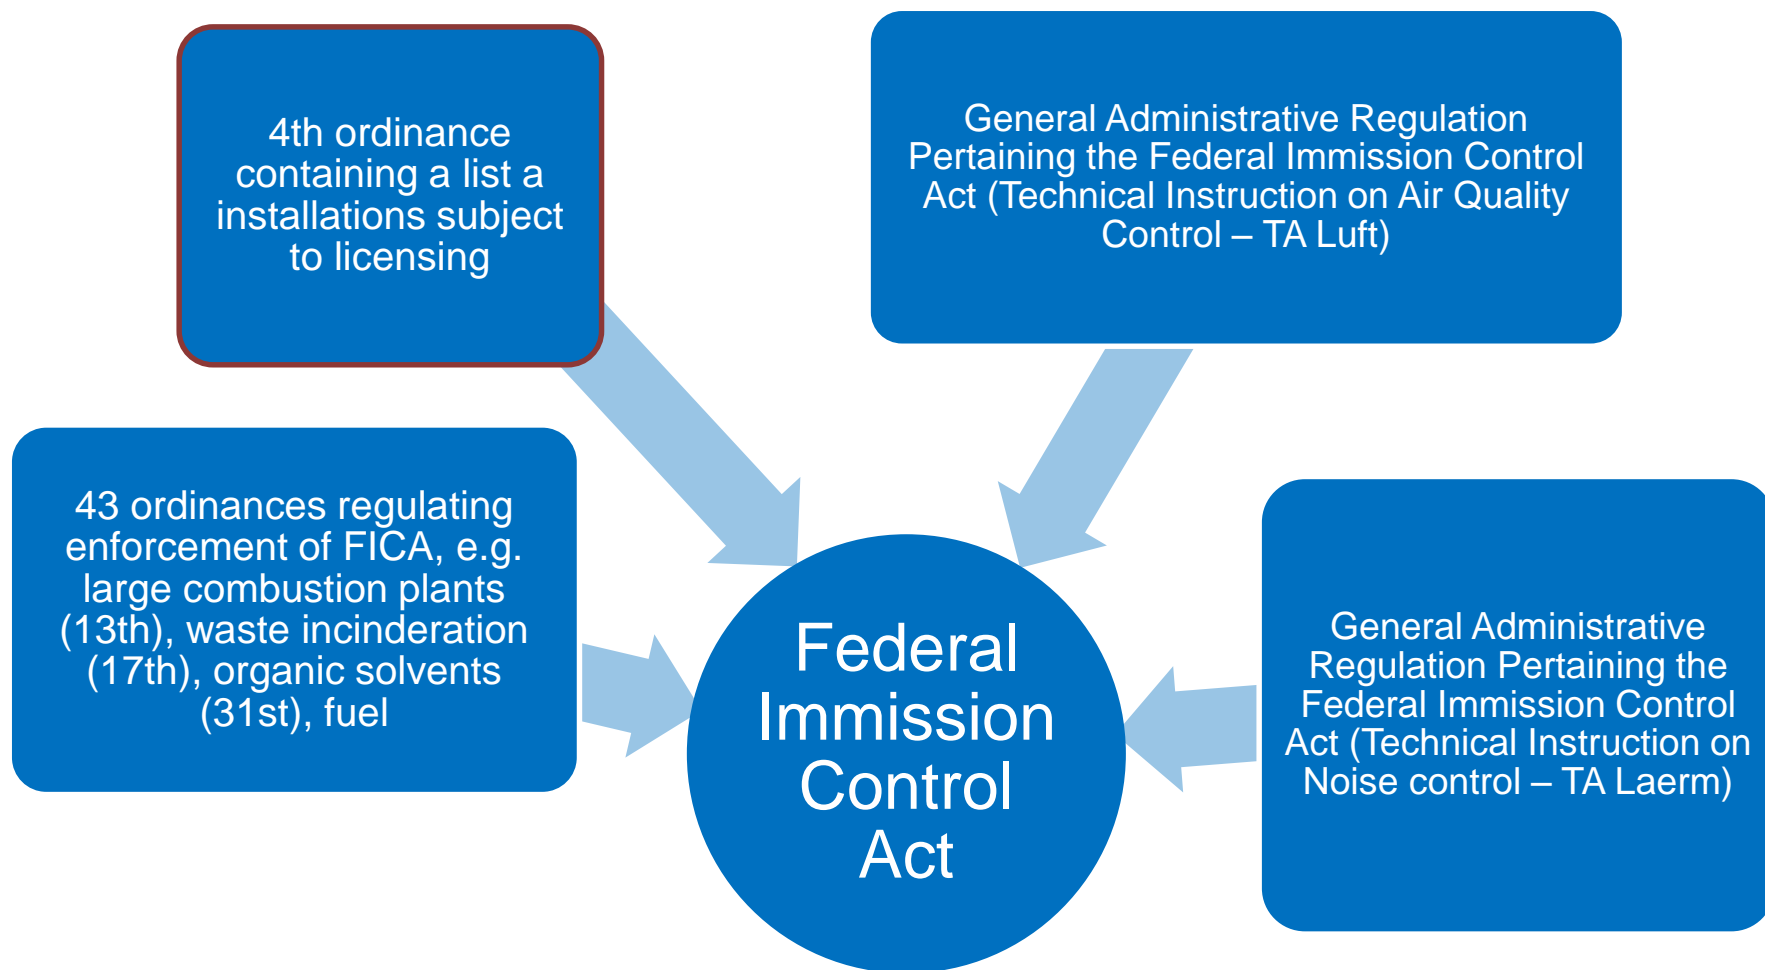 4th ordinance
containing a list a
installations subject
to licensing
General Administrative Regulation
Pertaining the Federal Immission Control
Act (Technical Instruction on Air Quality
Control – TA Luft)
43 ordinances regulating
enforcement of FICA, e.g.
large combustion plants
(13th), waste incinderation
(17th), organic solvents
(31st), fuel
Federal
Immission
Control
Act
General Administrative
Regulation Pertaining the
Federal Immission Control
Act (Technical Instruction on
Noise control – TA Laerm)